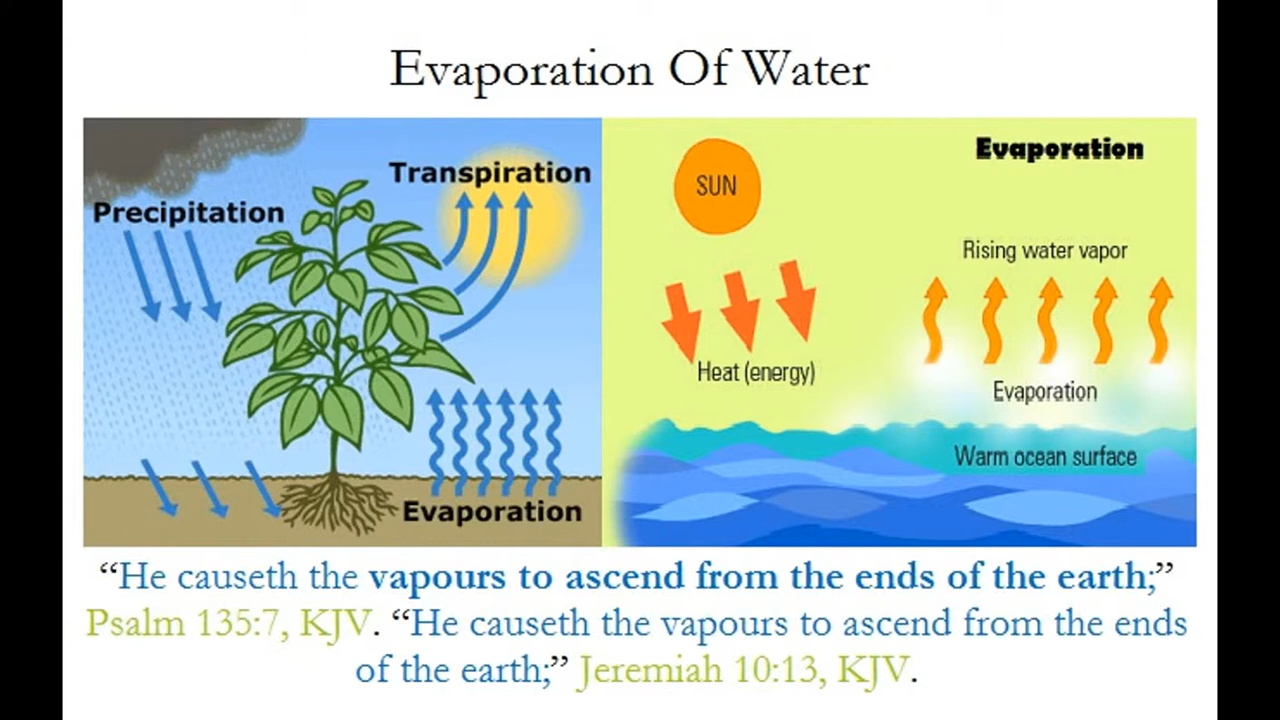 Evaporation Of Water
Precipitation
Transpiration
Evaporation
Evaporation
SUN
Heat (energy)
Rising water vapor
Evaporation
Warm ocean surface
“He causeth the vapours to ascend from the ends of the earth;”
Psalm 135:7, KJV. “He causeth the vapours to ascend from the ends
of the earth;” Jeremiah 10:13, KJV.